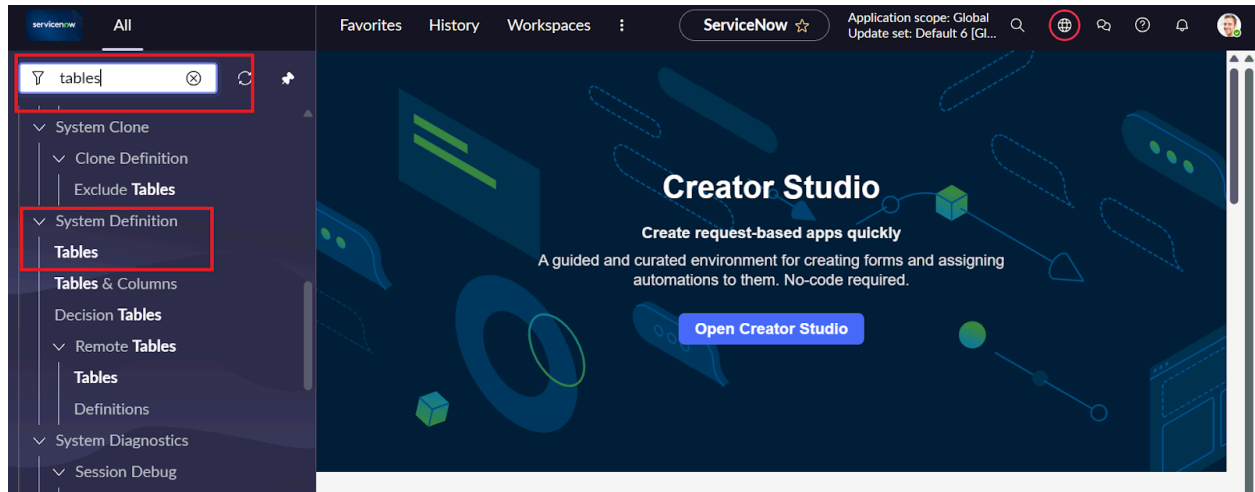 servicenow
All
Favorites
History
Workspaces
ServiceNow
Application scope: Global
Update set: Default 6 [Gl...
tables
System Clone
Clone Definition
Exclude Tables
System Definition
Tables
Tables & Columns
Decision Tables
Remote Tables
Tables
Definitions
System Diagnostics
Session Debug
Creator Studio
Create request-based apps quickly
A guided and curated environment for creating forms and assigning
automations to them. No-code required.
Open Creator Studio